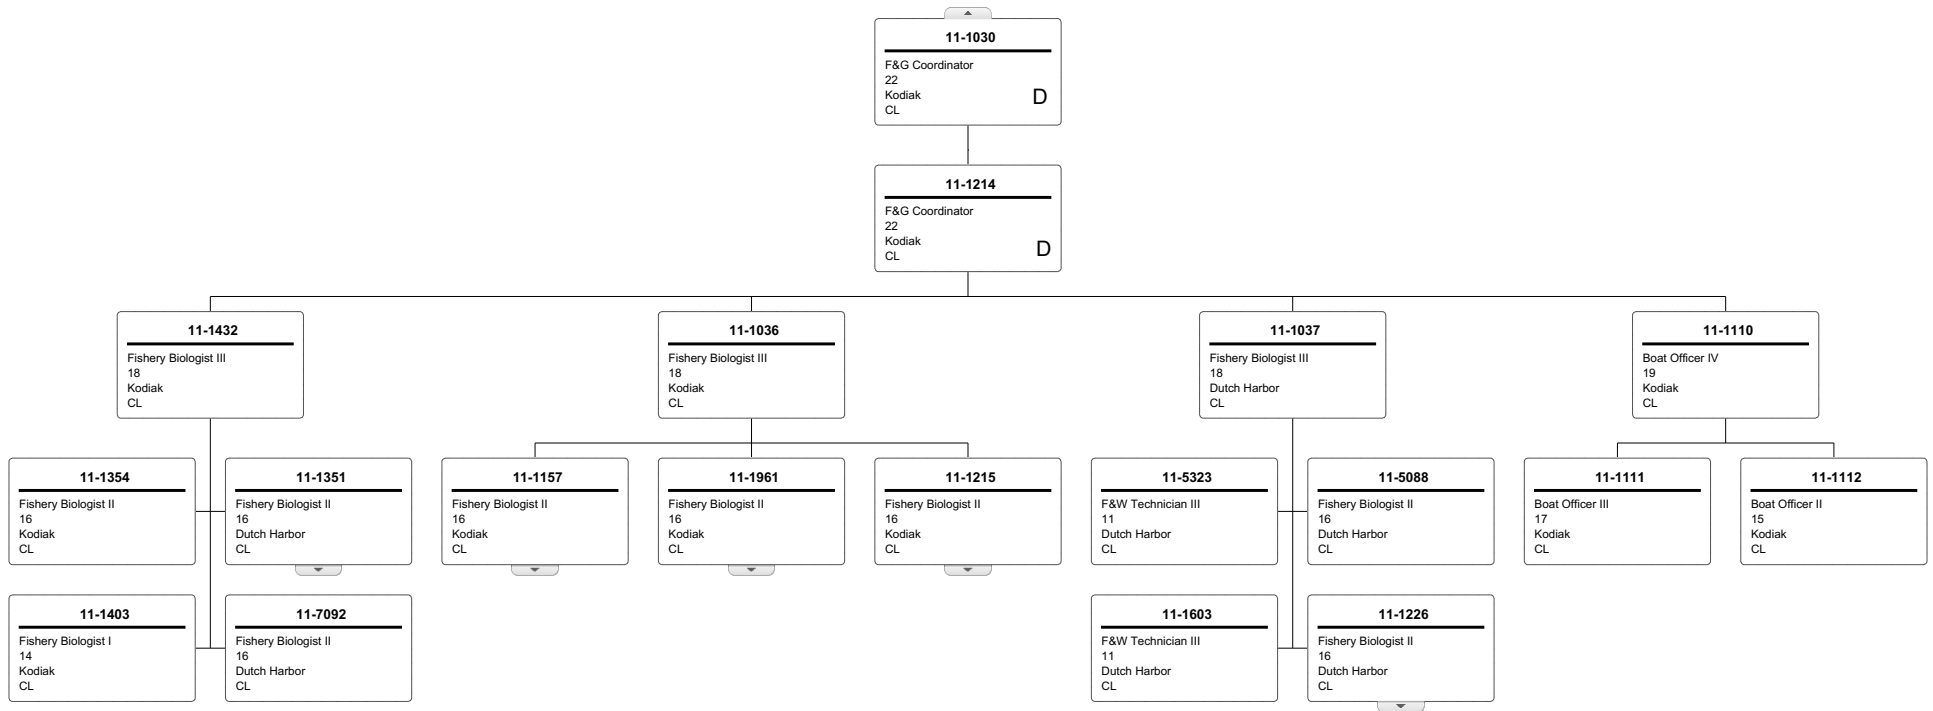 11-1030
F&G Coordinator
22
Kodiak
CL
D
11-1214
F&G Coordinator
22
Kodiak
CL
D
11-1432
Fishery Biologist III
18
Kodiak
CL
11-1036
Fishery Biologist III
18
Kodiak
CL
11-1037
Fishery Biologist III
18
Dutch Harbor
CL
11-1110
Boat Officer IV
19
Kodiak
CL
11-1354
Fishery Biologist II
16
Kodiak
CL
11-1351
Fishery Biologist II
16
Dutch Harbor
CL
11-1157
Fishery Biologist II
16
Kodiak
CL
11-1961
Fishery Biologist II
16
Kodiak
CL
11-1215
Fishery Biologist II
16
Kodiak
CL
11-5323
F&W Technician III
11
Dutch Harbor
CL
11-5088
Fishery Biologist II
16
Dutch Harbor
CL
11-1111
Boat Officer III
17
Kodiak
CL
11-1112
Boat Officer II
15
Kodiak
CL
11-1403
Fishery Biologist I
14
Kodiak
CL
11-7092
Fishery Biologist II
16
Dutch Harbor
CL
11-1603
F&W Technician III
11
Dutch Harbor
CL
11-1226
Fishery Biologist II
16
Dutch Harbor
CL